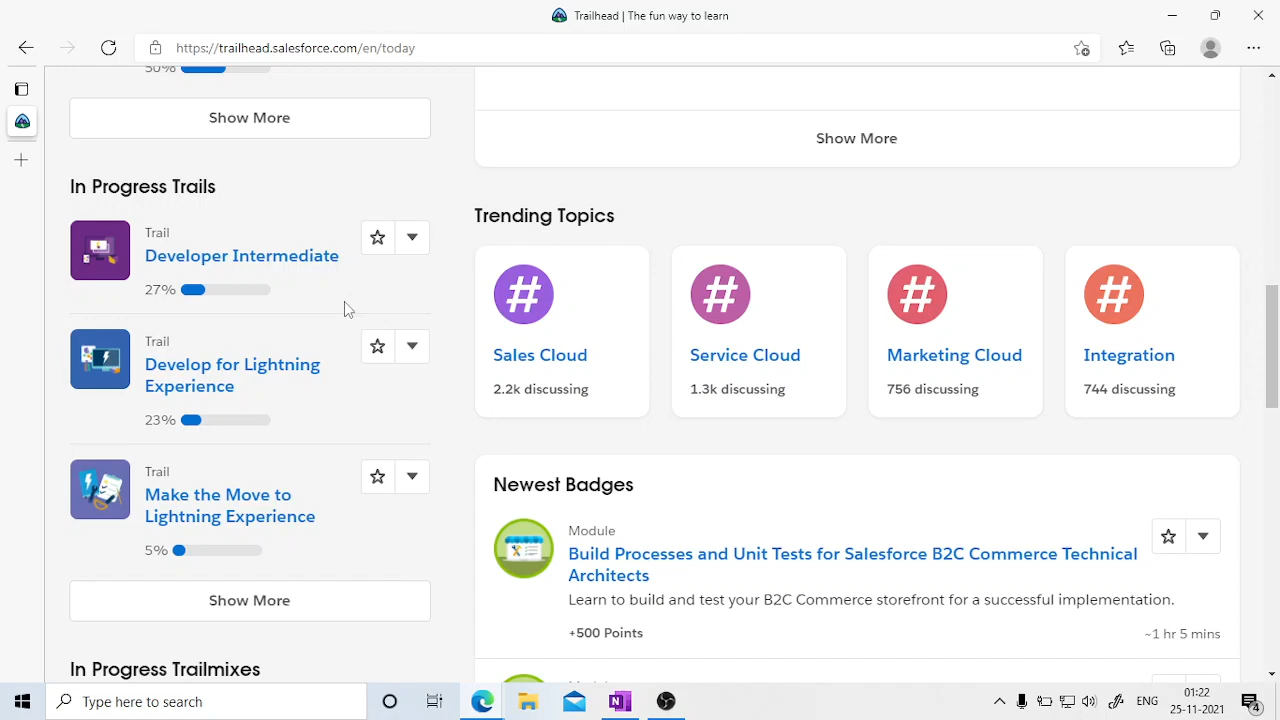 Trailhead | The fun way to learn
https://trailhead.salesforce.com/en/today
50%
Show More
In Progress Trails
Trail
Developer Intermediate
27%
Trail
Develop for Lightning
Experience
23%
Trail
Make the Move to
Lightning Experience
5%
Show More
In Progress Trailmixes
Show More
Trending Topics
#
Sales Cloud
2.2k discussing
#
Service Cloud
1.3k discussing
#
Marketing Cloud
756 discussing
#
Integration
744 discussing
Newest Badges
Module
Build Processes and Unit Tests for Salesforce B2C Commerce Technical
Architects
Learn to build and test your B2C Commerce storefront for a successful implementation.
+500 Points
~1 hr 5 mins
Type here to search
ENG
01:22
25-11-2021
4